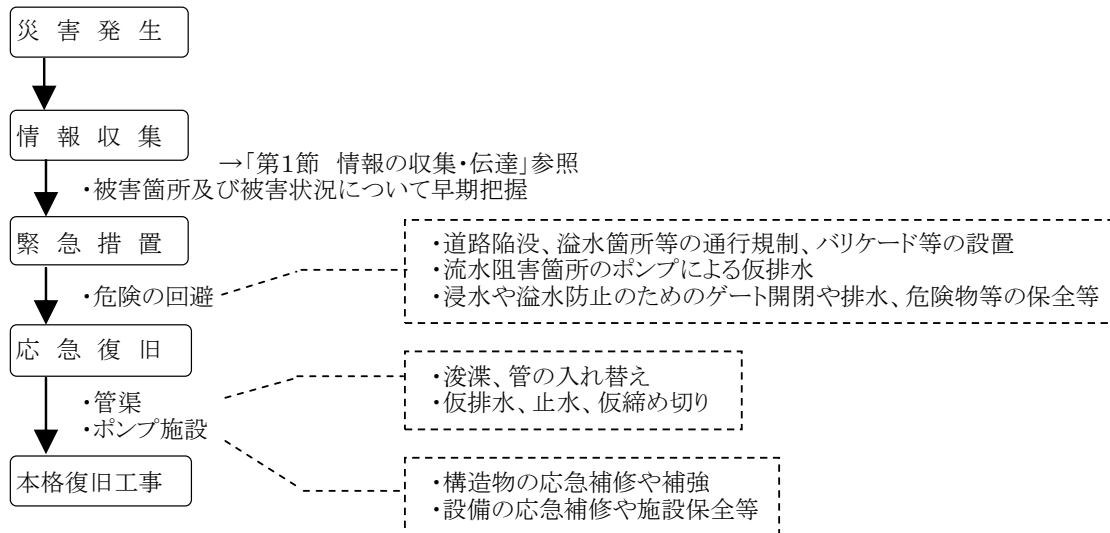 災害発生
情報収集
→「第1節 情報の収集・伝達」参照
・被害箇所及び被害状況について早期把握
緊急措置
・危険の回避
・道路陥没、溢水箇所等の通行規制、バリケード等の設置
・流水阻害箇所のポンプによる仮排水
・浸水や溢水防止のためのゲート開閉や排水、危険物等の保全等
応急復旧
・管渠
・ポンプ施設
・浚渫、管の入れ替え
・仮排水、止水、仮締め切り
本格復旧工事
・構造物の応急補修や補強
・設備の応急補修や施設保全等